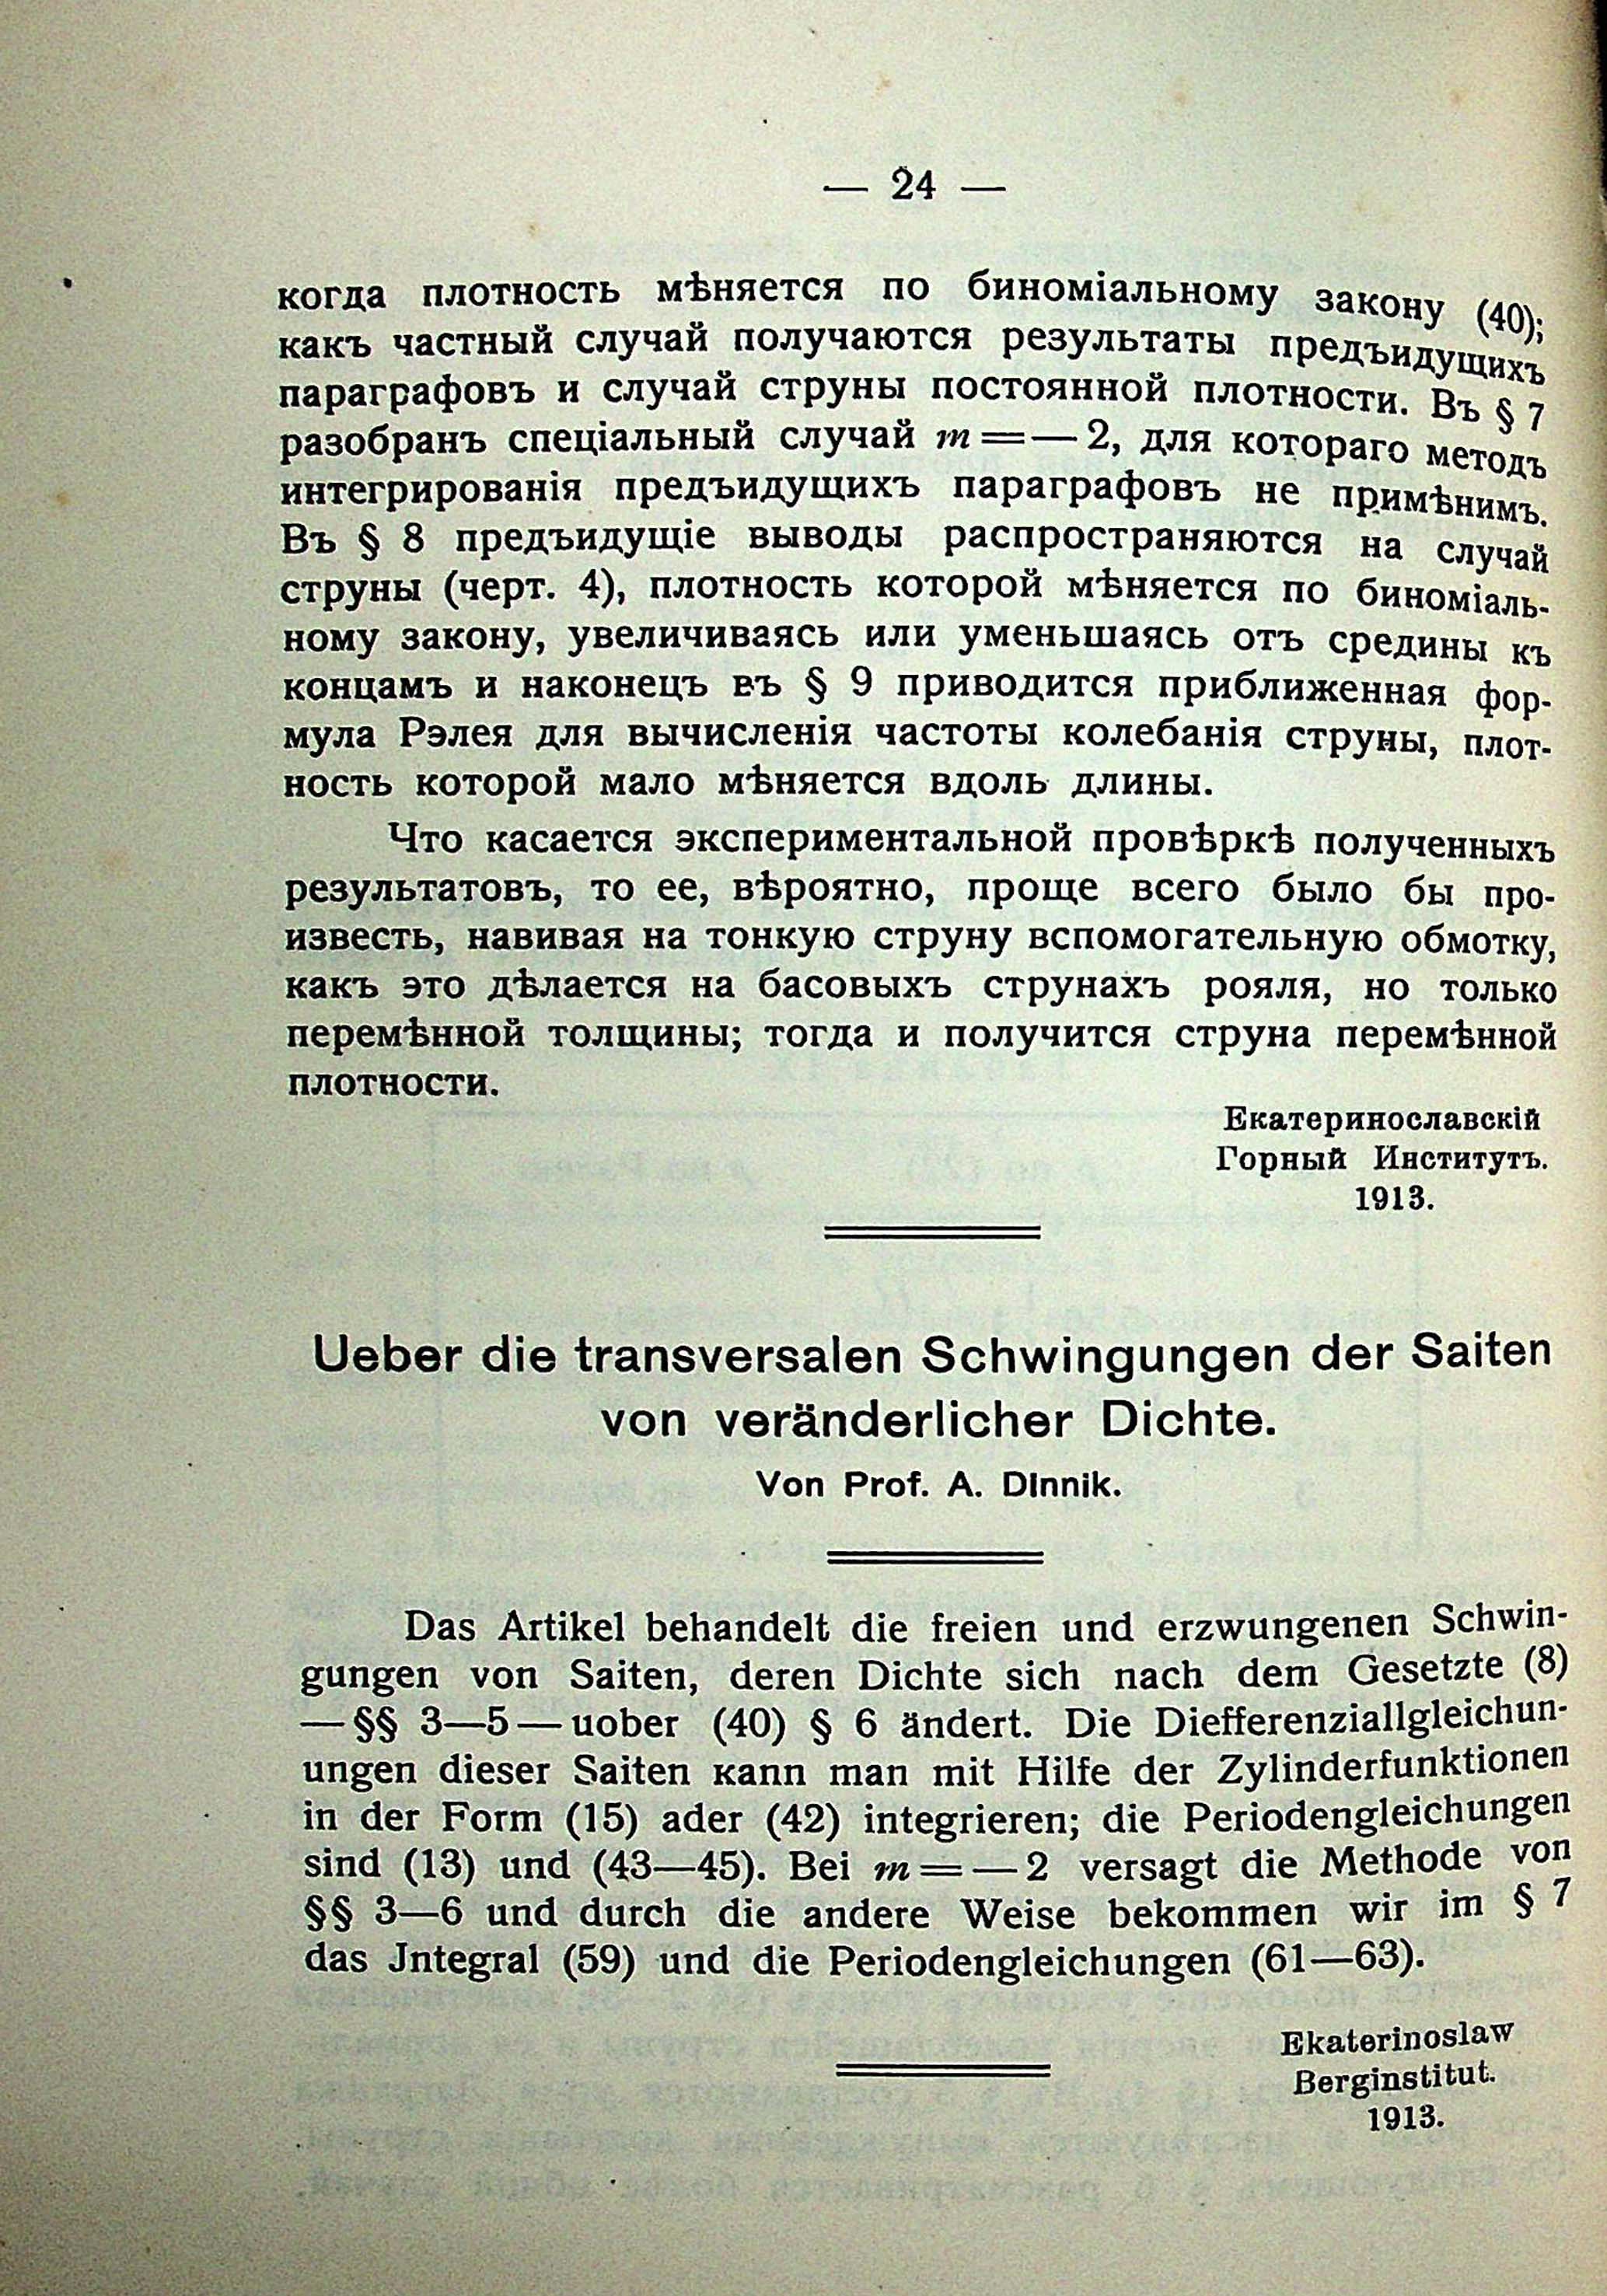 — 24 —
когда плотность мѣняется по биноміальному закону (40);
какъ частный случай получаются результаты предъидущихъ
параграфовъ и случай струны постоянной плотности. Въ § 7
разобранъ спеціальный случай m = — 2, для котораго методъ
интегрированія предъидущихъ параграфовъ не примѣнимъ.
Въ § 8 предъидущіе выводы распространяются на случай
струны (черт. 4), плотность которой мѣняется по биноміаль-
ному закону, увеличиваясь или уменьшаясь отъ средины къ
концамъ и наконецъ въ § 9 приводится приближенная фор-
мула Рэлея для вычисленія частоты колебанія струны, плот-
ность которой мало мѣняется вдоль длины.
Что касается экспериментальной провѣркѣ полученныхъ
результатовъ, то ее, вѣроятно, проще всего было бы про-
известь, навивая на тонкую струну вспомогательную обмотку,
какъ это дѣлается на басовыхъ струнахъ рояля, но только
перемѣнной толщины; тогда и получится струна перемѣнной
плотности.
Екатеринославскій
Горный Институтъ.
1913.
Ueber die transversalen Schwingungen der Saiten
von veränderlicher Dichte.
Von Prof. A. Dinnik.
Das Artikel behandelt die freien und erzwungenen Schwin-
gungen von Saiten, deren Dichte sich nach dem Gesetzte (8)
— §§ 3—5 — uober (40) § 6 ändert. Die Diefferenziallgleichun-
ungen dieser Saiten kann man mit Hilfe der Zylinderfunktionen
in der Form (15) ader (42) integrieren; die Periodengleichungen
sind (13) und (43—45). Bei m = — 2 versagt die Methode von
§§ 3—6 und durch die andere Weise bekommen wir im § 7
das Jntegral (59) und die Periodengleichungen (61—63).
Ekaterinoslaw
Berginstitut.
1913.